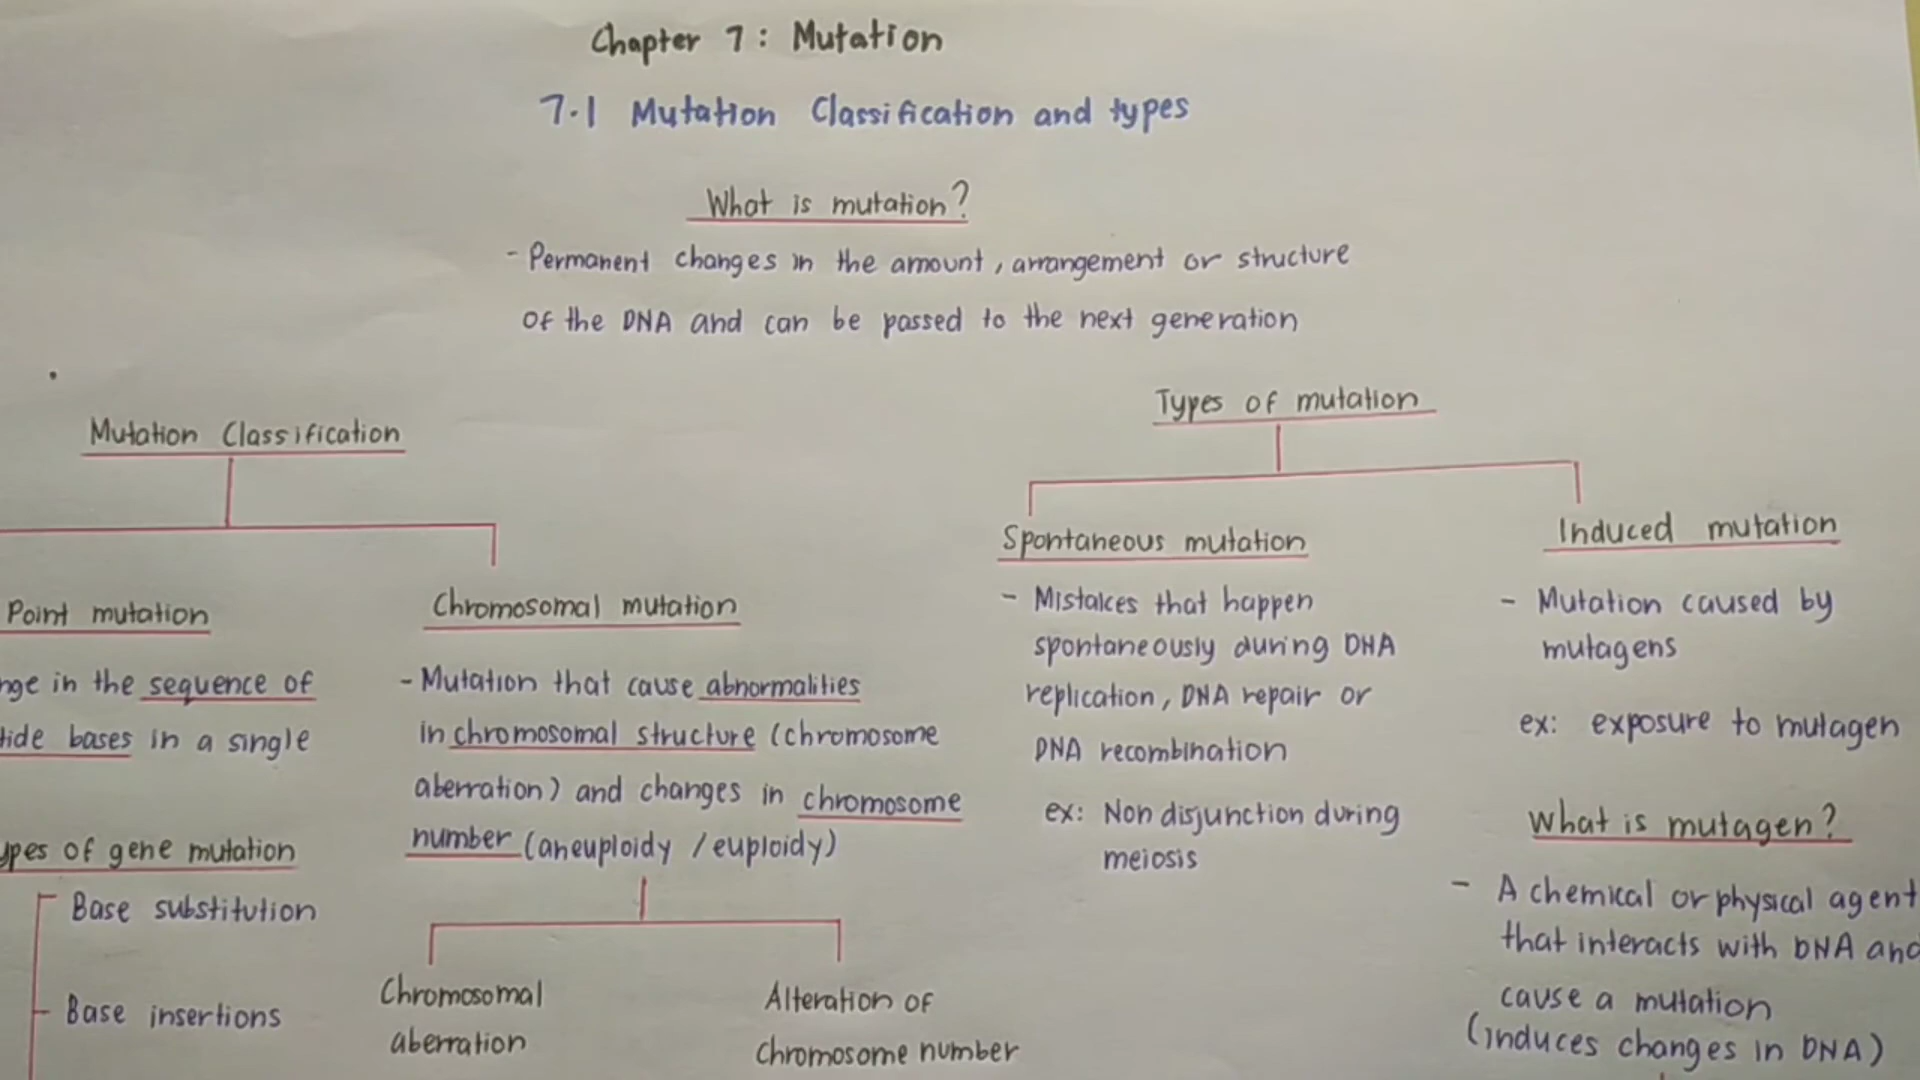 Chapter 7: Mutation
7.1 Mutation Classification and types
What is mutation?
- Permanent changes in the amount, arrangement or structure
of the DNA and can be passed to the next generation
Mutation Classification
Point mutation
nge in the sequence of
tide bases in a single
ypes of gene mutation
Base substitution
Base insertions
Chromosomal mutation
- Mutation that cause abnormalities
in chromosomal structure (chromosome
aberration) and changes in chromosome
number (aneuploidy / euploidy)
Chromosomal
aberration
Alteration of
chromosome number
Types of mutation
Spontaneous mutation
- Mistakes that happen
spontaneously during DNA
replication, DNA repair or
DNA recombination
ex: Non disjunction during
meiosis
Induced mutation
- Mutation caused by
mutagens
ex: exposure to mutagen
What is mutagen?
- A chemical or physical agent
that interacts with DNA and
cause a mutation
(induces changes in DNA)